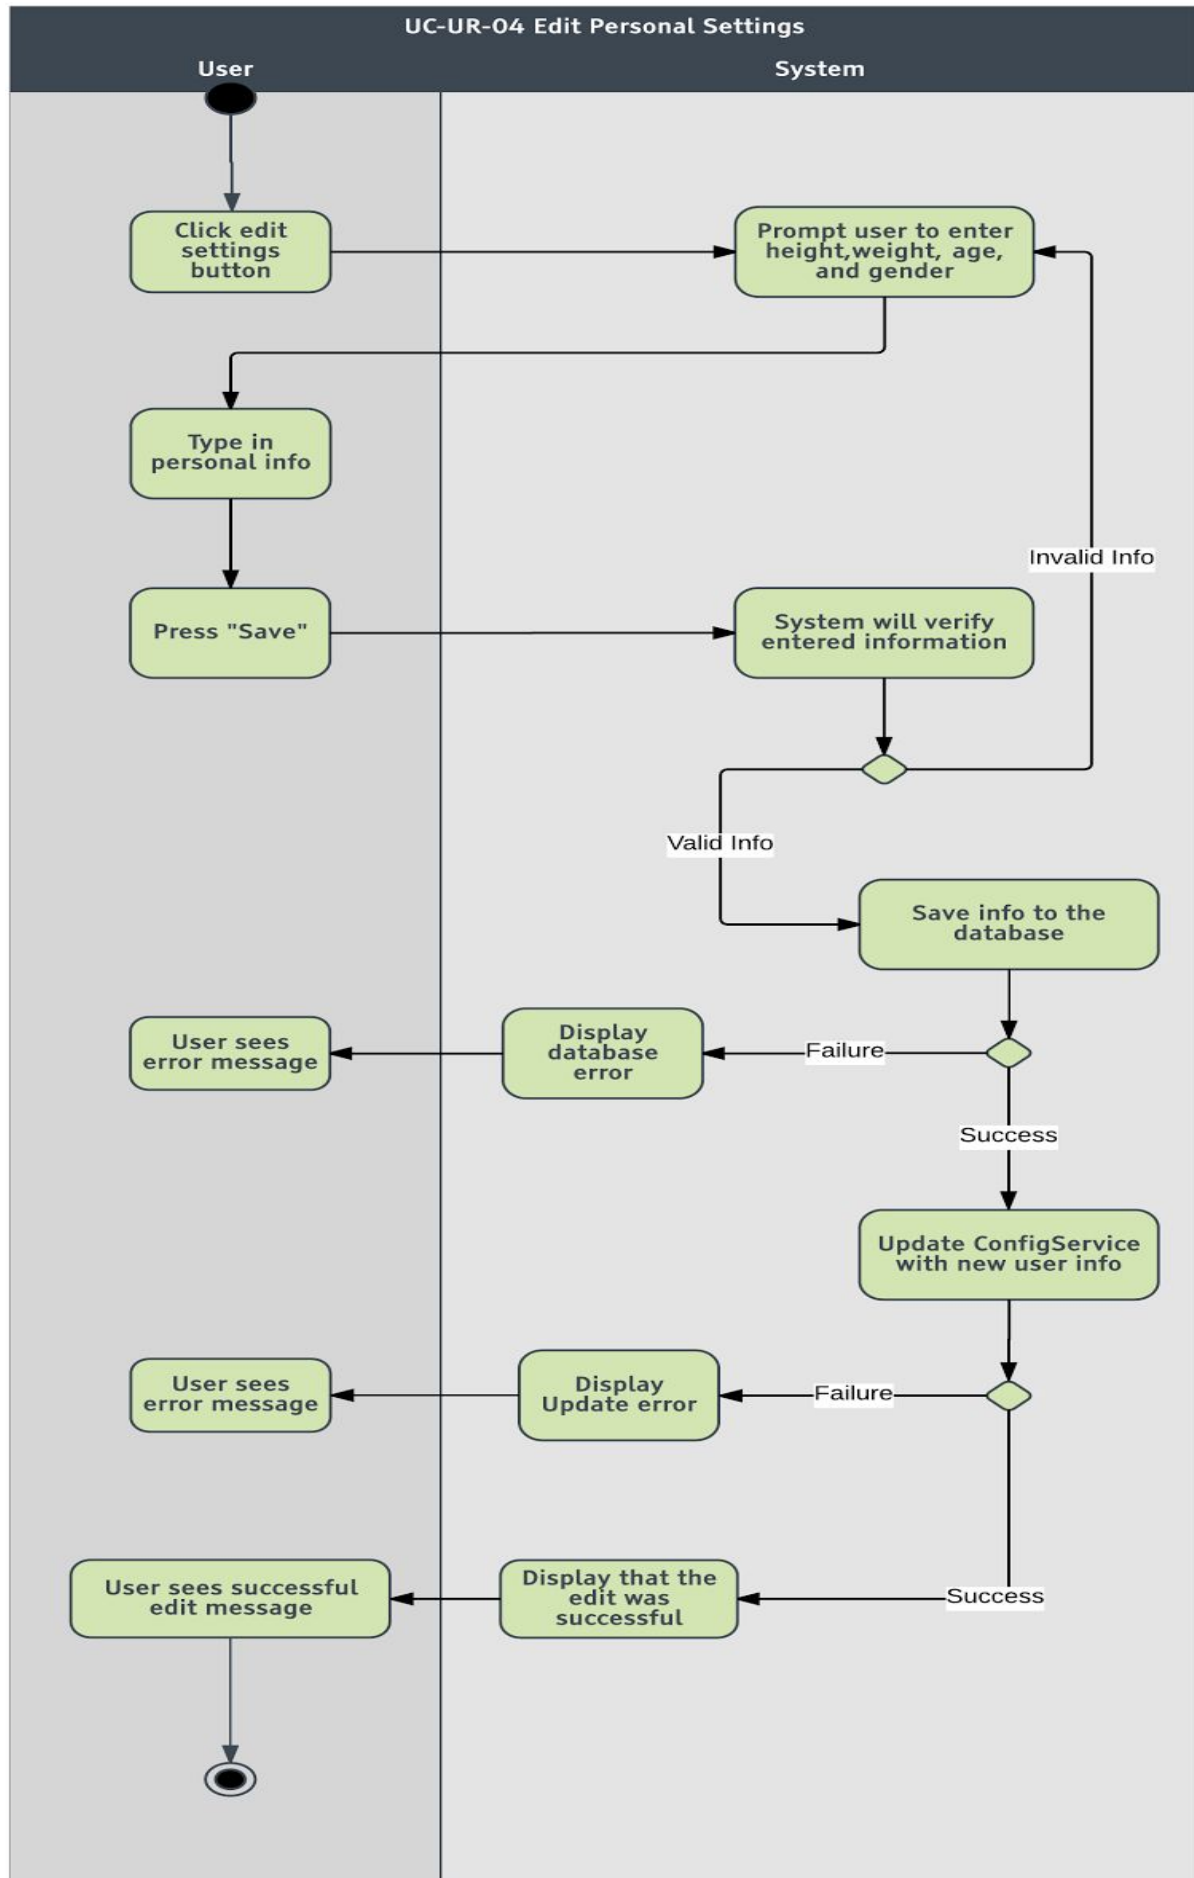 UC-UR-04 Edit Personal Settings
User
System
Click edit
settings
button
Prompt user to enter
height,weight, age,
and gender
Type in
personal info
Invalid Info
Press "Save"
System will verify
entered information
Valid Info
Save info to the
database
User sees
error message
Display
database
error
Failure
Success
Update ConfigService
with new user info
User sees
error message
Display
Update error
Failure
User sees successful
edit message
Display that the
edit was
successful
Success